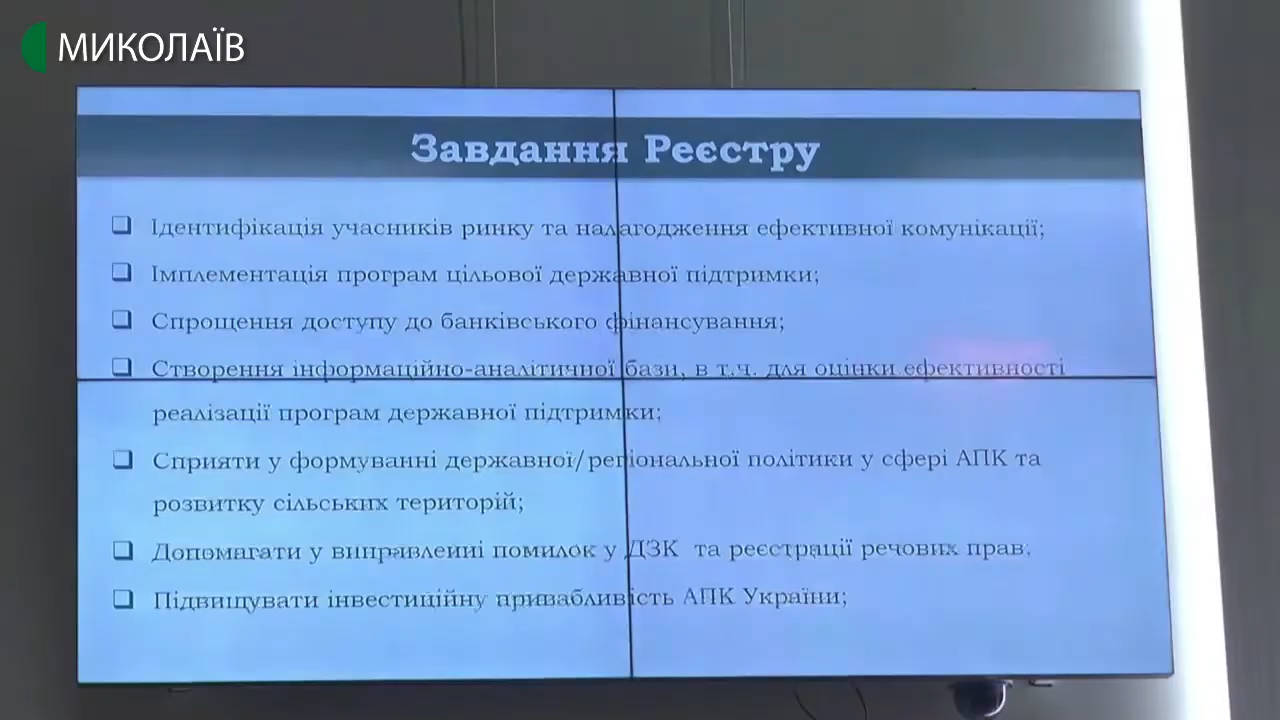 МИКОЛАЇВ
Завдання Реєстру
❑ Ідентифікація учасників ринку та налагодження ефективної комунікації;
❑ Імплементація програм цільової державної підтримки;
❑ Спрощення доступу до банківського фінансування;
❑ Створення інформаційно-аналітичної бази, в т.ч. для оцінки ефективності
реалізації програм державної підтримки;
❑ Сприяти у формуванні державної/регіональної політики у сфері АПК та
розвитку сільських територій;
❑ Допомагати у виправленні помилок у ДЗК та реєстрації речових прав;
❑ Підвищувати інвестиційну привабливість АПК України;